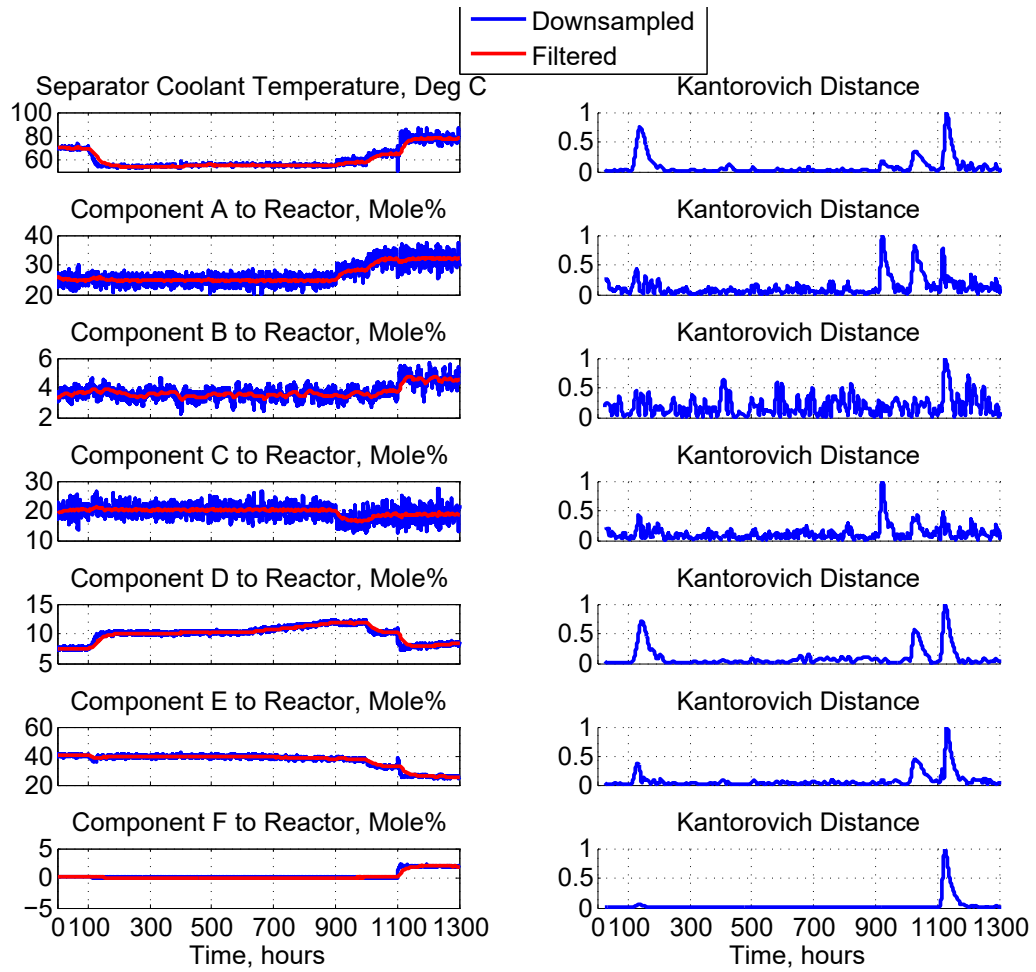 Downsampled
Filtered
Separator Coolant Temperature, Deg C
Kantorovich Distance
100
80
60
1
0.5
0
Component A to Reactor, Mole%
Kantorovich Distance
40
30
20
1
0.5
0
Component B to Reactor, Mole%
Kantorovich Distance
6
4
2
1
0.5
0
Component C to Reactor, Mole%
Kantorovich Distance
30
20
10
1
0.5
0
Component D to Reactor, Mole%
Kantorovich Distance
15
10
5
1
0.5
0
Component E to Reactor, Mole%
Kantorovich Distance
60
40
20
1
0.5
0
Component F to Reactor, Mole%
Kantorovich Distance
5
0
−5
1
0.5
0
0 100 300 500 700 900 1100 1300
0 100 300 500 700 900 1100 1300
Time, hours
Time, hours